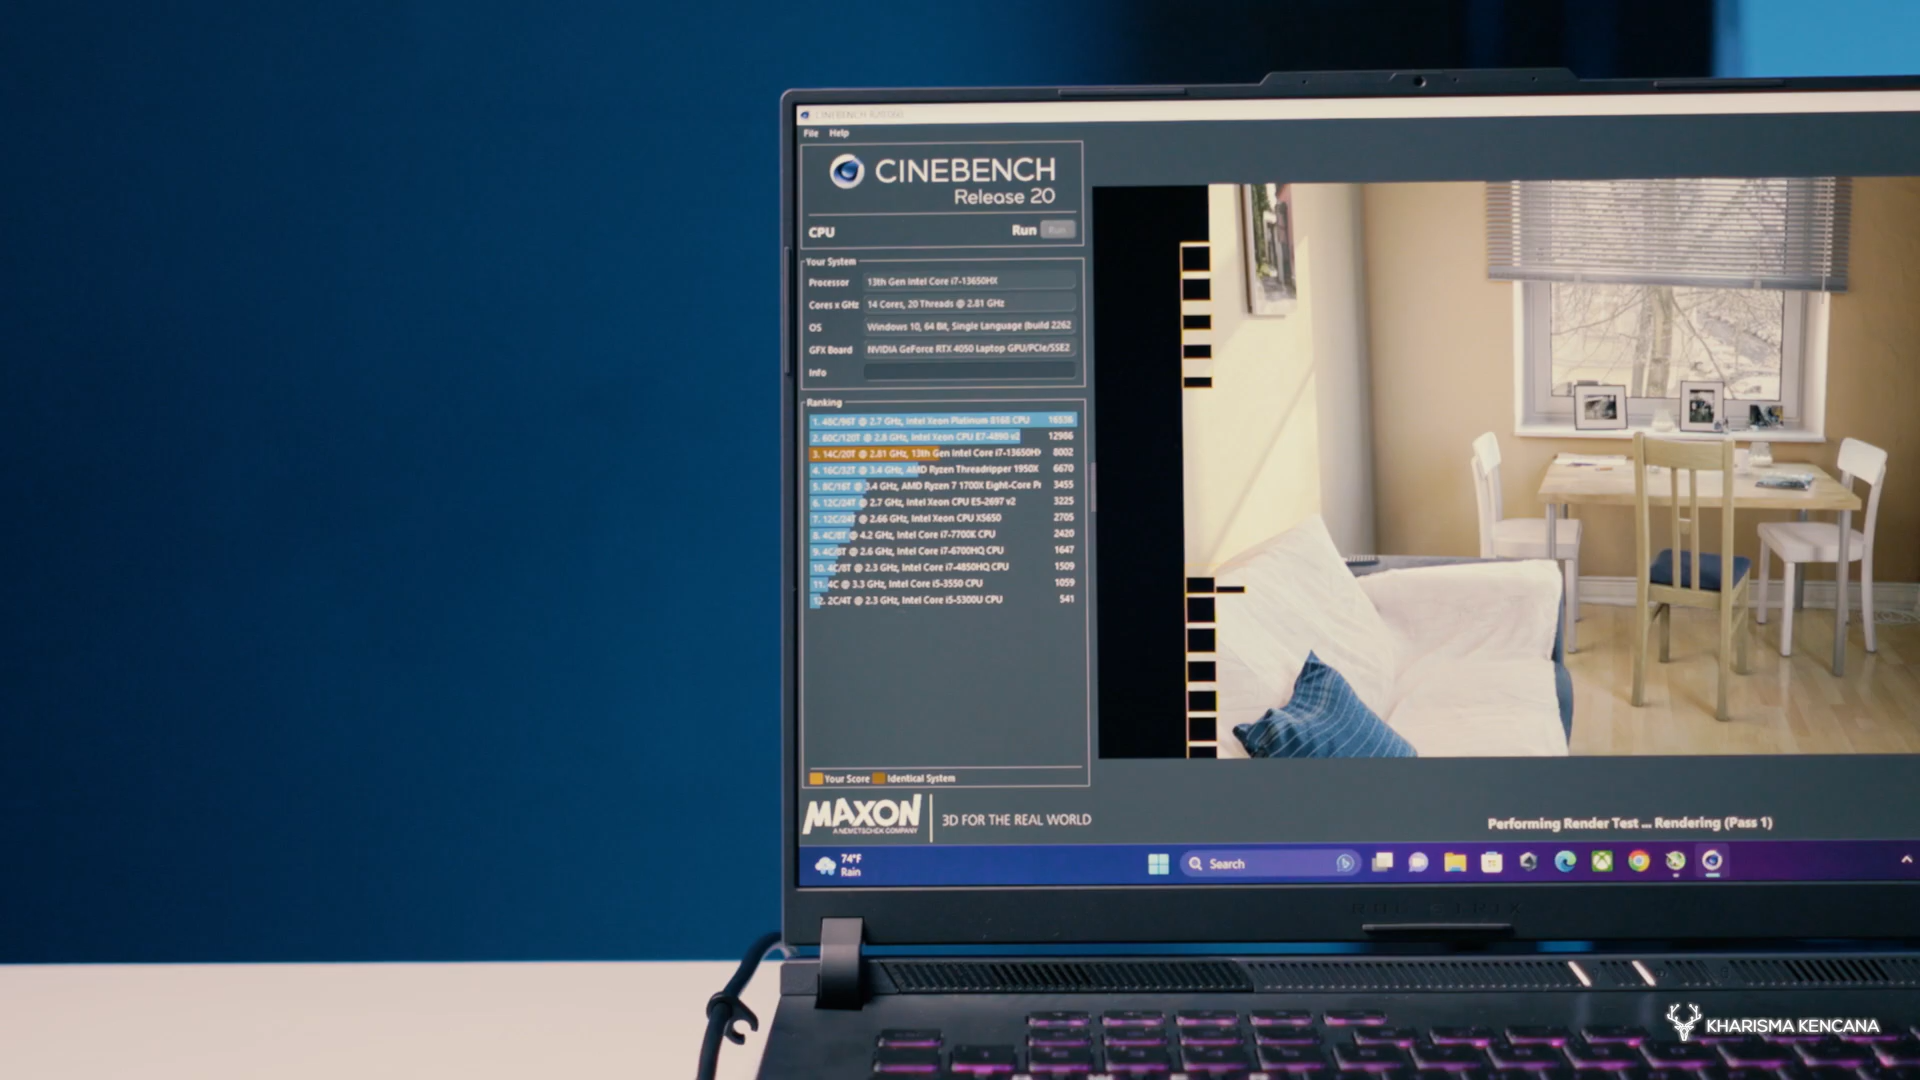 CINEBENCH R20.060
File Help
CINEBENCH
Release 20
CPU Run Run
Your System
Processor 13th Gen Intel Core i7-13650HX
Cores x GHz 14 Cores, 20 Threads @ 2.81 GHz
OS Windows 10, 64 Bit, Single Language (build 2262
GFX Board NVIDIA GeForce RTX 4050 Laptop GPU/PCIe/SSE2
Info
Ranking
1. 48C/96T @ 2.7 GHz, Intel Xeon Platinum 8168 CPU 16536
2. 60C/120T @ 2.8 GHz, Intel Xeon CPU E7-4890 v2 12986
3. 14C/20T @ 2.81 GHz, 13th Gen Intel Core i7-13650H 8002
4. 16C/32T @ 3.4 GHz, AMD Ryzen Threadripper 1950X 6670
5. 8C/16T @ 3.4 GHz, AMD Ryzen 7 1700X Eight-Core Pr 3455
6. 12C/24T @ 2.7 GHz, Intel Xeon CPU E5-2697 v2 3225
7. 12C/24T @ 2.66 GHz, Intel Xeon CPU X5650 2705
8. 4C/8T @ 4.2 GHz, Intel Core i7-7700K CPU 2420
9. 4C/8T @ 2.6 GHz, Intel Core i7-6700HQ CPU 1647
10. 4C/8T @ 2.3 GHz, Intel Core i7-4850HQ CPU 1509
11. 4C @ 3.3 GHz, Intel Core i5-3550 CPU 1059
12. 2C/4T @ 2.3 GHz, Intel Core i5-5300U CPU 541
Your Score Identical System
MAXON
A NEMETSCHEK COMPANY
3D FOR THE REAL WORLD
Performing Render Test ... Rendering (Pass 1)
74°F
Rain
Search
ROG STRIX
KHARISMA KENCANA